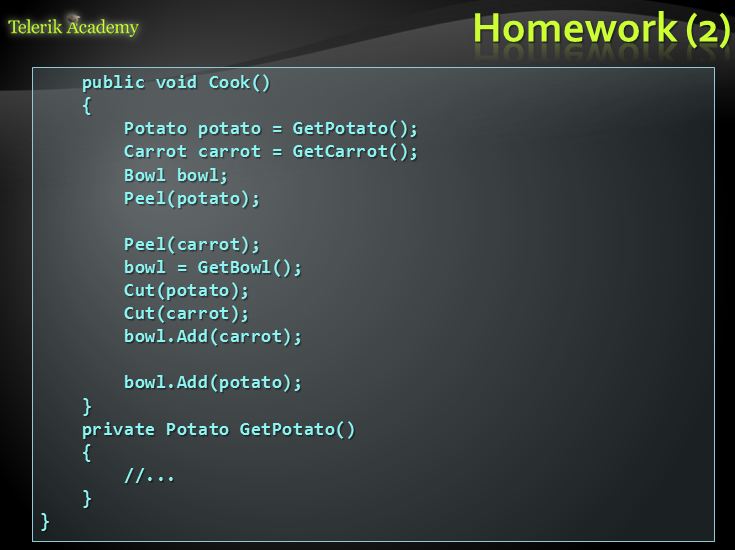 Telerik Academy
Homework (2)
public void Cook()
{
Potato potato = GetPotato();
Carrot carrot = GetCarrot();
Bowl bowl;
Peel(potato);
Peel(carrot);
bowl = GetBowl();
Cut(potato);
Cut(carrot);
bowl.Add(carrot);
bowl.Add(potato);
}
private Potato GetPotato()
{
//...
}
}